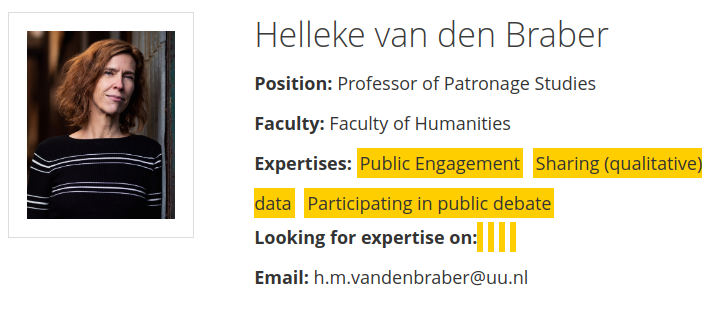 Helleke van den Braber
Position: Professor of Patronage Studies
Faculty: Faculty of Humanities
Expertises: Public Engagement Sharing (qualitative)
data Participating in public debate
Looking for expertise on:
Email: h.m.vandenbraber@uu.nl